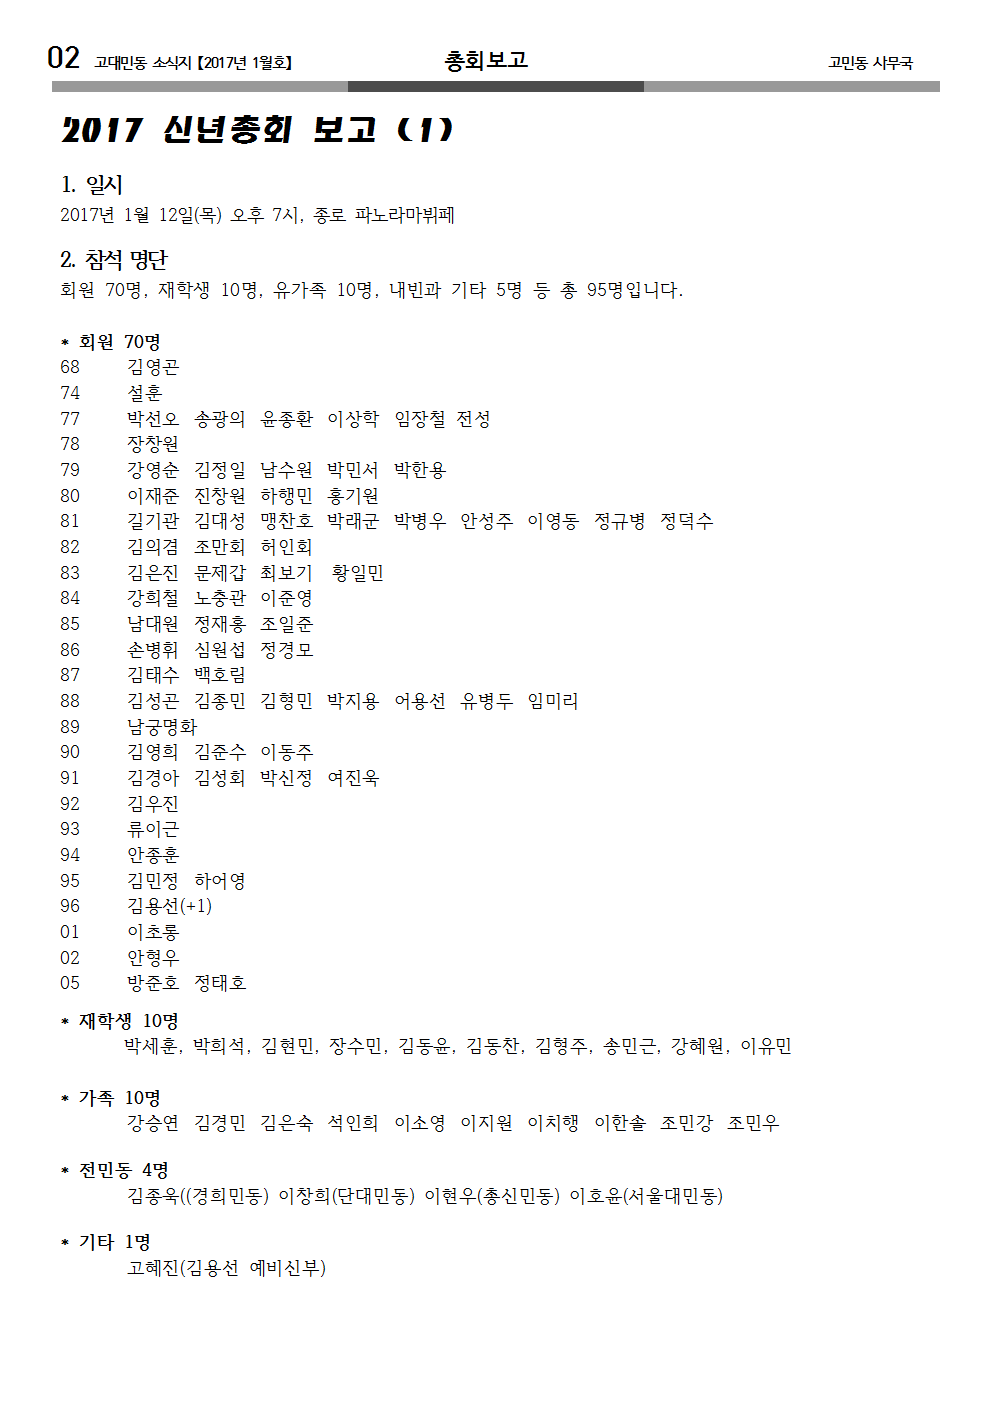 02 고대민동 소식지【2017년 1월호】 총회보고 고민동 사무국
2017 신년총회 보고 (1)
1. 일시
2017년 1월 12일(목) 오후 7시, 종로 파노라마뷔페
2. 참석 명단
회원 70명, 재학생 10명, 유가족 10명, 내빈과 기타 5명 등 총 95명입니다.
* 회원 70명
68 김영곤
74 설훈
77 박선오 송광의 윤종환 이상학 임장철 전성
78 장창원
79 강영순 김정일 남수원 박민서 박한용
80 이재준 진창원 하행민 홍기원
81 길기관 김대성 맹찬호 박래군 박병우 안성주 이영동 정규병 정덕수
82 김의겸 조만회 허인회
83 김은진 문제갑 최보기 황일민
84 강희철 노충관 이준영
85 남대원 정재홍 조일준
86 손병휘 심원섭 정경모
87 김태수 백호림
88 김성곤 김종민 김형민 박지용 어용선 유병두 임미리
89 남궁명화
90 김영희 김준수 이동주
91 김경아 김성회 박신정 여진욱
92 김우진
93 류이근
94 안종훈
95 김민정 하어영
96 김용선(+1)
01 이초롱
02 안형우
05 방준호 정태호
* 재학생 10명
박세훈, 박희석, 김현민, 장수민, 김동윤, 김동찬, 김형주, 송민근, 강혜원, 이유민
* 가족 10명
강승연 김경민 김은숙 석인희 이소영 이지원 이치행 이한솔 조민강 조민우
* 전민동 4명
김종욱((경희민동) 이창희(단대민동) 이현우(총신민동) 이호윤(서울대민동)
* 기타 1명
고혜진(김용선 예비신부)